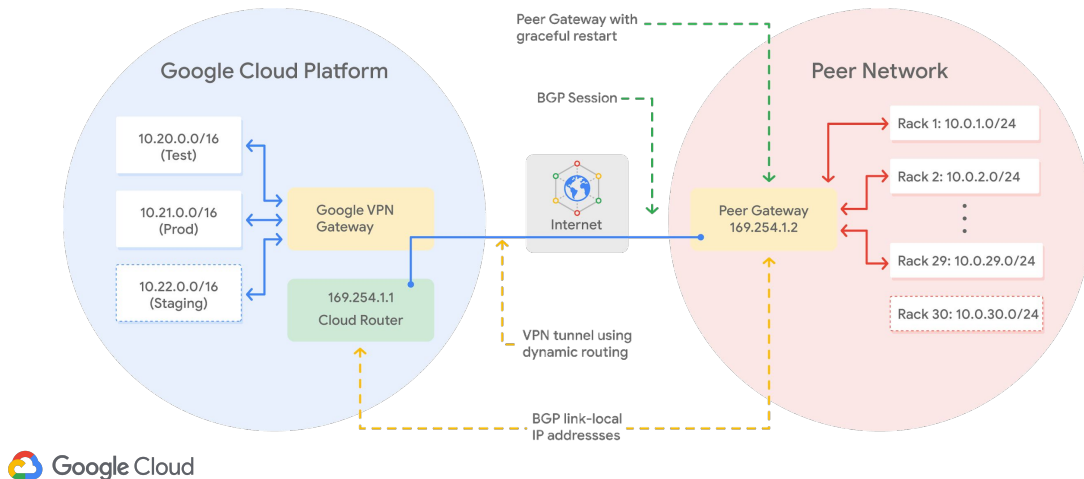 Peer Gateway with
graceful restart
Google Cloud Platform
Peer Network
BGP Session
10.20.0.0/16
(Test)
10.21.0.0/16
(Prod)
10.22.0.0/16
(Staging)
Google VPN
Gateway
169.254.1.1
Cloud Router
Internet
Peer Gateway
169.254.1.2
Rack 1: 10.0.1.0/24
Rack 2: 10.0.2.0/24
Rack 29: 10.0.29.0/24
Rack 30: 10.0.30.0/24
VPN tunnel using
dynamic routing
BGP link-local
IP addressses
Google Cloud